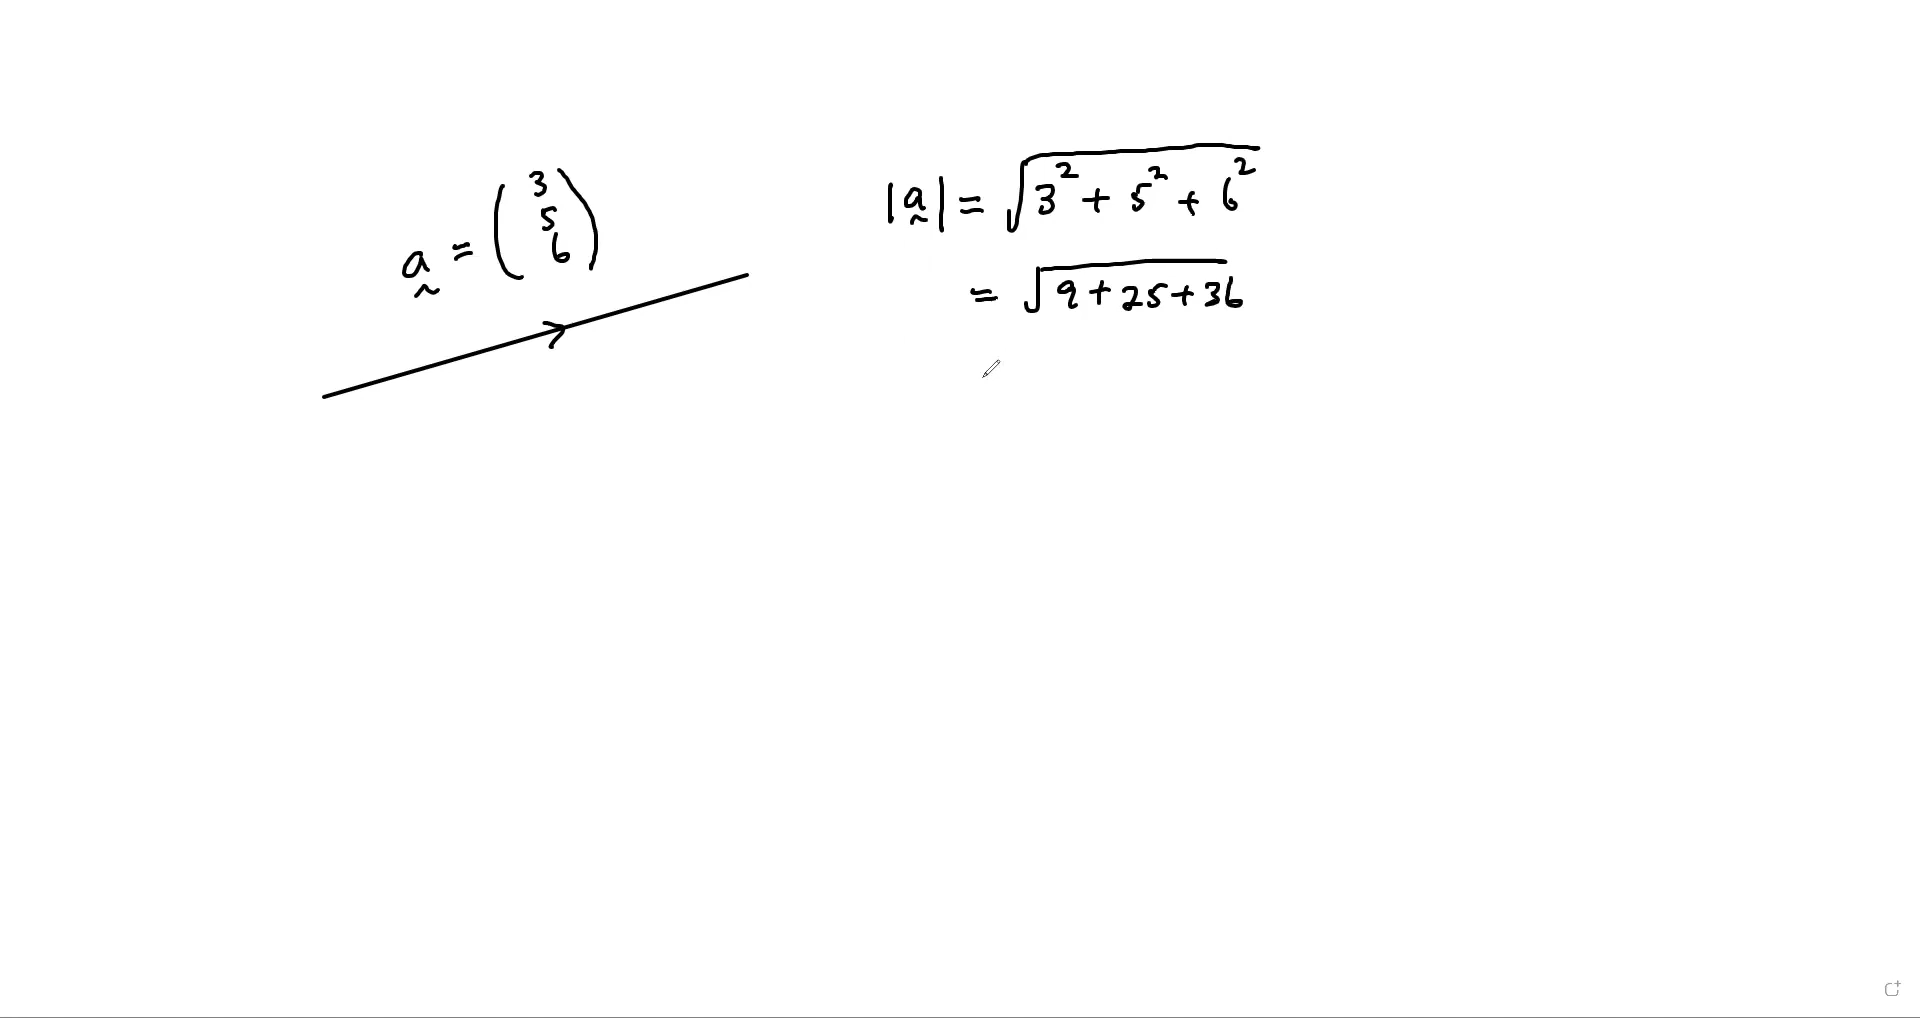 a = (3 5 6)
|a| = √(3² + 5² + 6²)
= √(9 + 25 + 36)